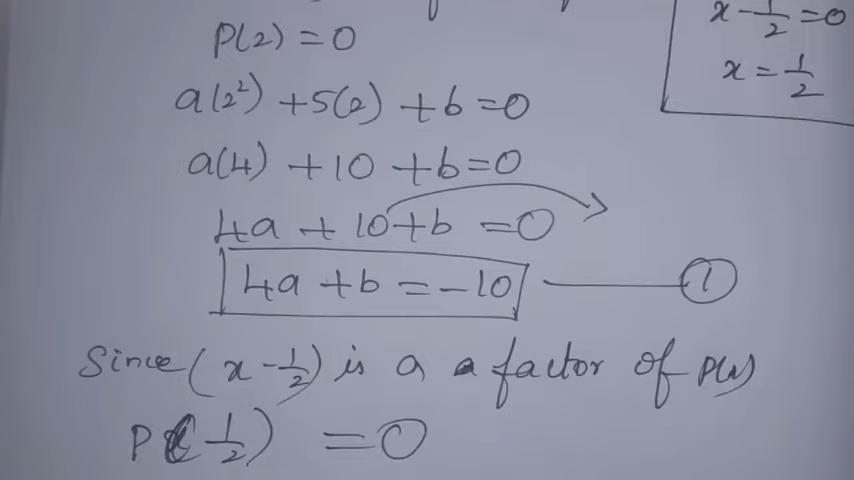 x - 1/2 = 0
x = 1/2
P(2) = 0
a(2²) + 5(2) + b = 0
a(4) + 10 + b = 0
4a + 10 + b = 0
4a + b = -10 ——— ①
Since (x - 1/2) is a a factor of P(x)
P(1/2) = 0